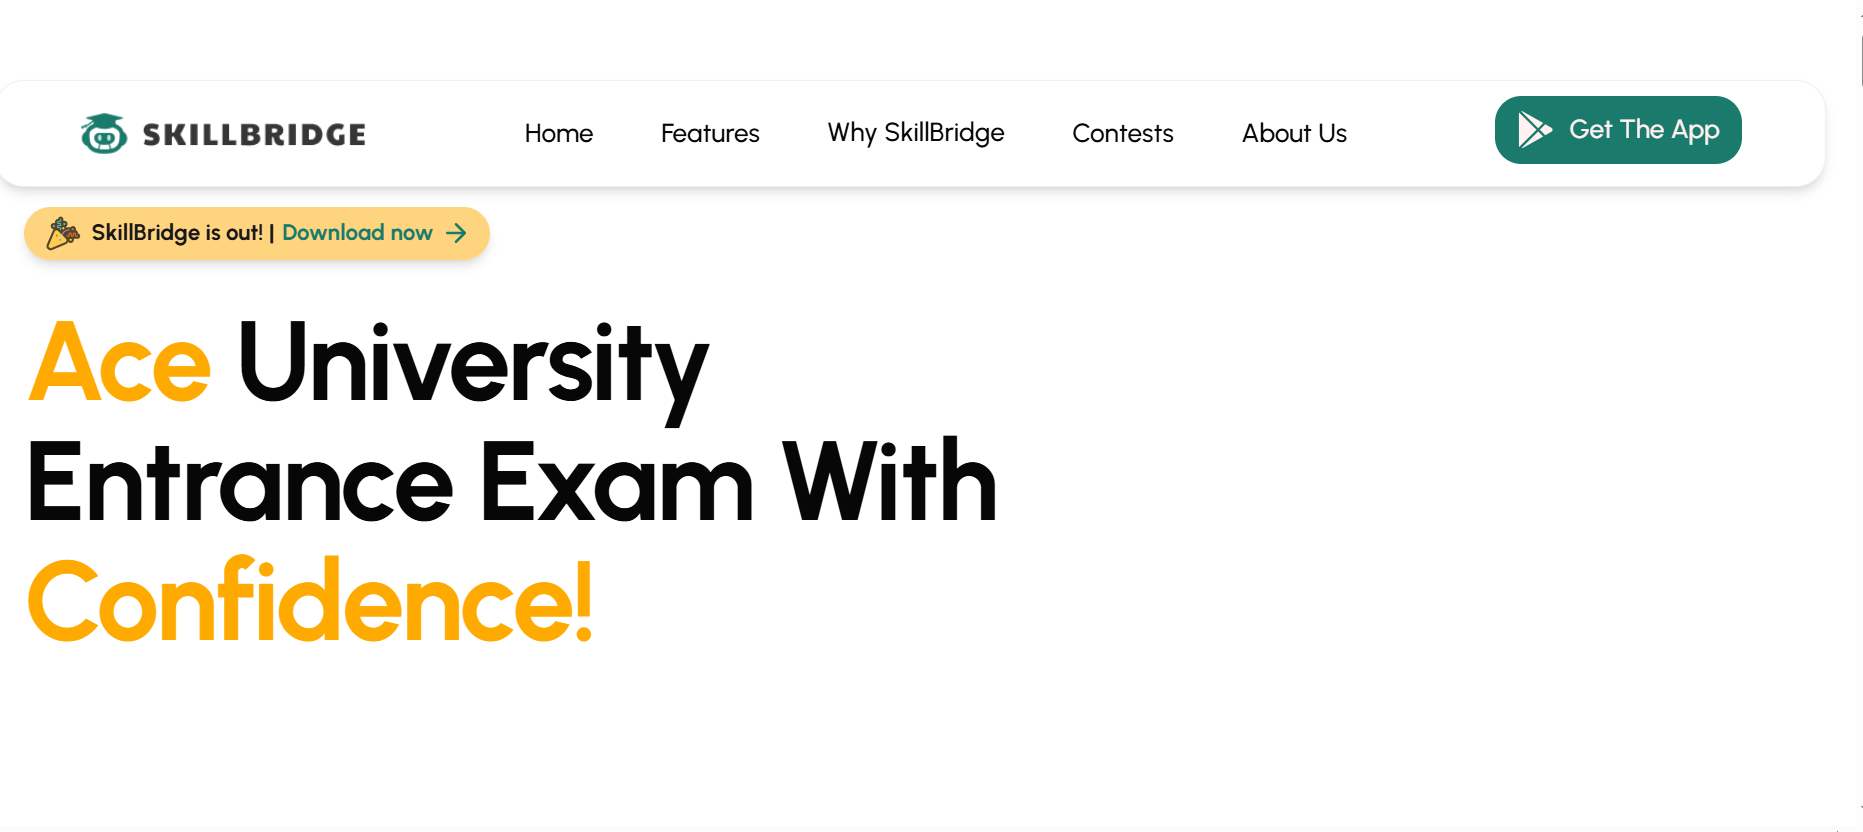 SKILLBRIDGE Home Features Why SkillBridge Contests About Us Get The App
SkillBridge is out! | Download now →
Ace University
Entrance Exam With
Confidence!